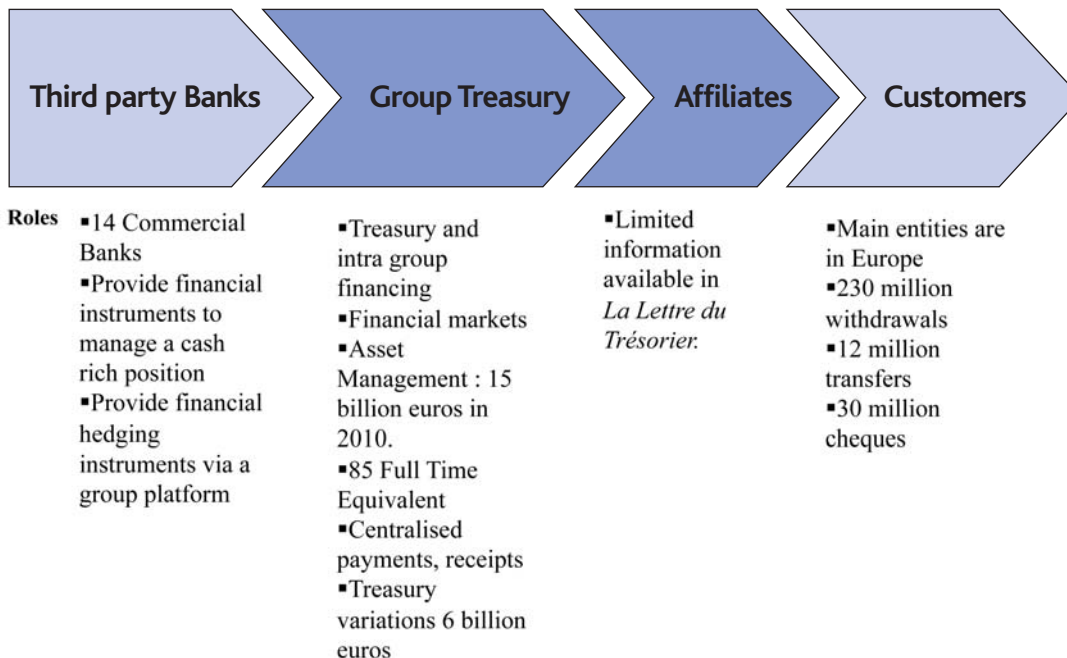 Third party Banks
Group Treasury
Affiliates
Customers
Roles
▪14 Commercial
Banks
▪Provide financial
instruments to
manage a cash
rich position
▪Provide financial
hedging
instruments via a
group platform
▪Treasury and
intra group
financing
▪Financial markets
▪Asset
Management : 15
billion euros in
2010.
▪85 Full Time
Equivalent
▪Centralised
payments, receipts
▪Treasury
variations 6 billion
euros
▪Limited
information
available in
La Lettre du
Trésorier.
▪Main entities are
in Europe
▪230 million
withdrawals
▪12 million
transfers
▪30 million
cheques